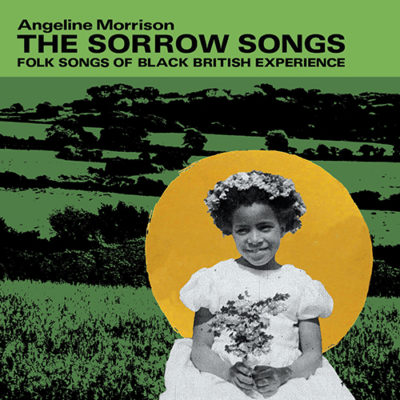 Angeline Morrison
THE SORROW SONGS
FOLK SONGS OF BLACK BRITISH EXPERIENCE